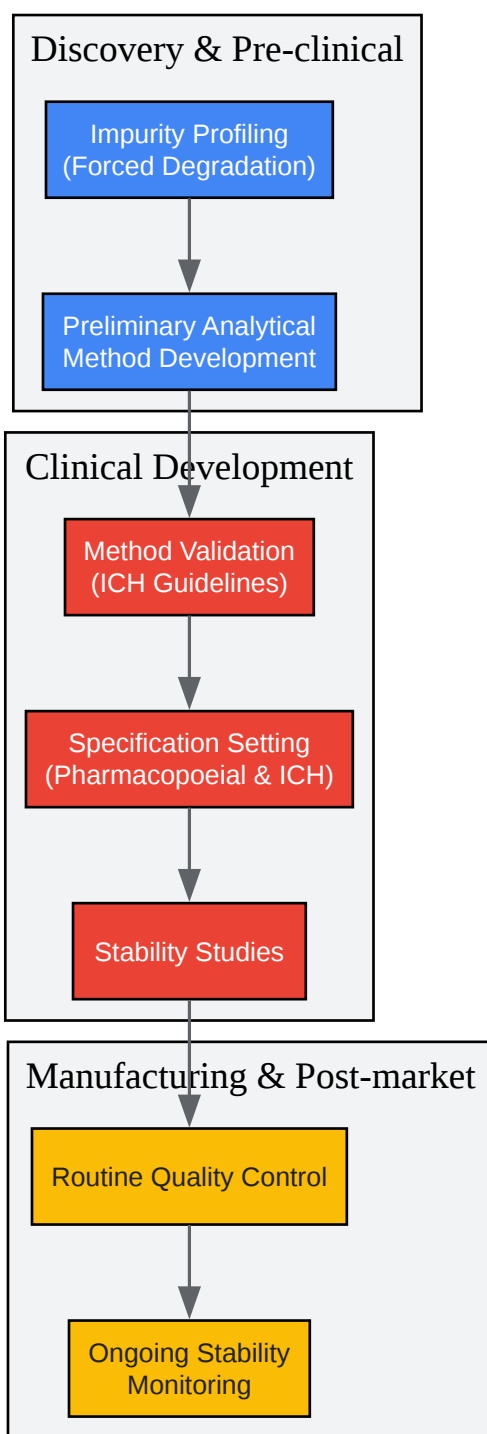 Discovery & Pre-clinical
Impurity Profiling
(Forced Degradation)
Preliminary Analytical
Method Development
Clinical Development
Method Validation
(ICH Guidelines)
Specification Setting
(Pharmacopoeial & ICH)
Stability Studies
Manufacturing & Post-market
Routine Quality Control
Ongoing Stability
Monitoring